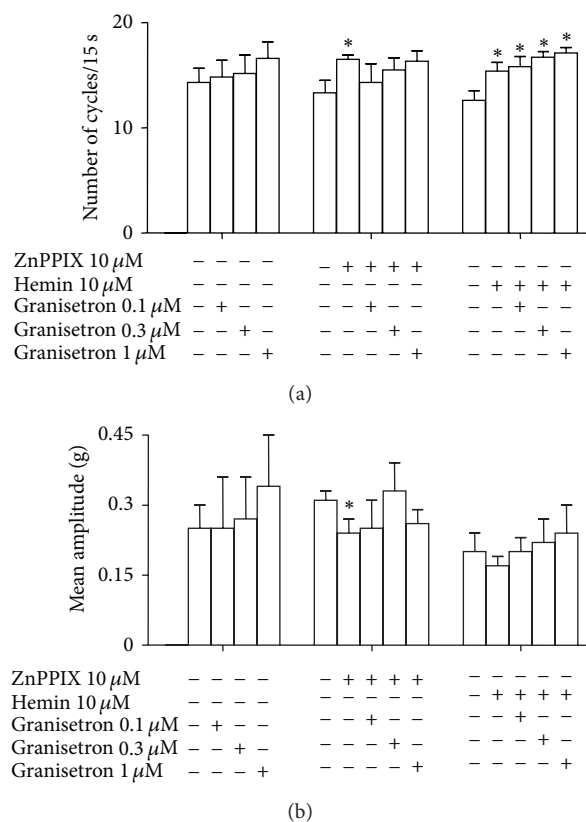 20
* * * * *
10
0
Number of cycles/15 s
ZnPPIX 10 μM − − − − − + + + + − − − − −
Hemin 10 μM − − − − − − − − − − + + + +
Granisetron 0.1 μM − + − − − − + − − − − + − −
Granisetron 0.3 μM − − + − − − − + − − − − + −
Granisetron 1 μM − − − + − − − − + − − − − +
(a)
0.45
0.3
*
0.15
0
Mean amplitude (g)
ZnPPIX 10 μM − − − − − + + + + − − − − −
Hemin 10 μM − − − − − − − − − − + + + +
Granisetron 0.1 μM − + − − − − + − − − − + − −
Granisetron 0.3 μM − − + − − − − + − − − − + −
Granisetron 1 μM − − − + − − − − + − − − − +
(b)